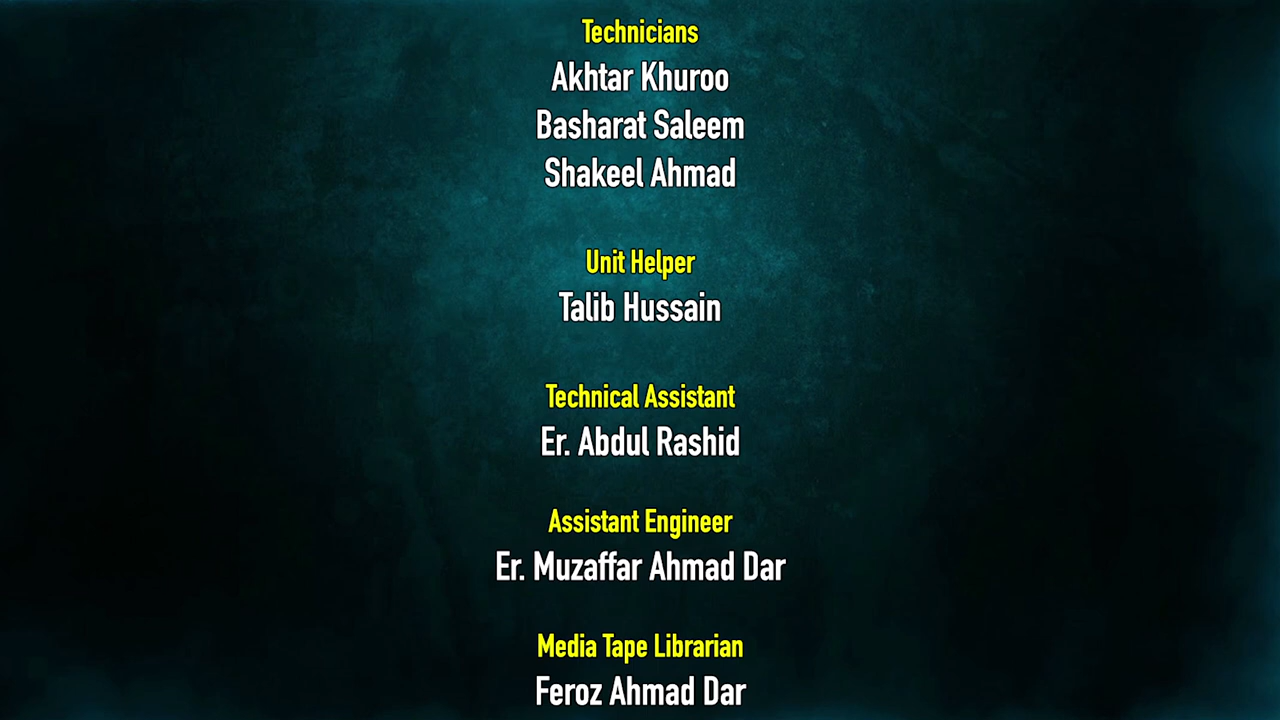 Technicians
Akhtar Khuroo
Basharat Saleem
Shakeel Ahmad
Unit Helper
Talib Hussain
Technical Assistant
Er. Abdul Rashid
Assistant Engineer
Er. Muzaffar Ahmad Dar
Media Tape Librarian
Feroz Ahmad Dar